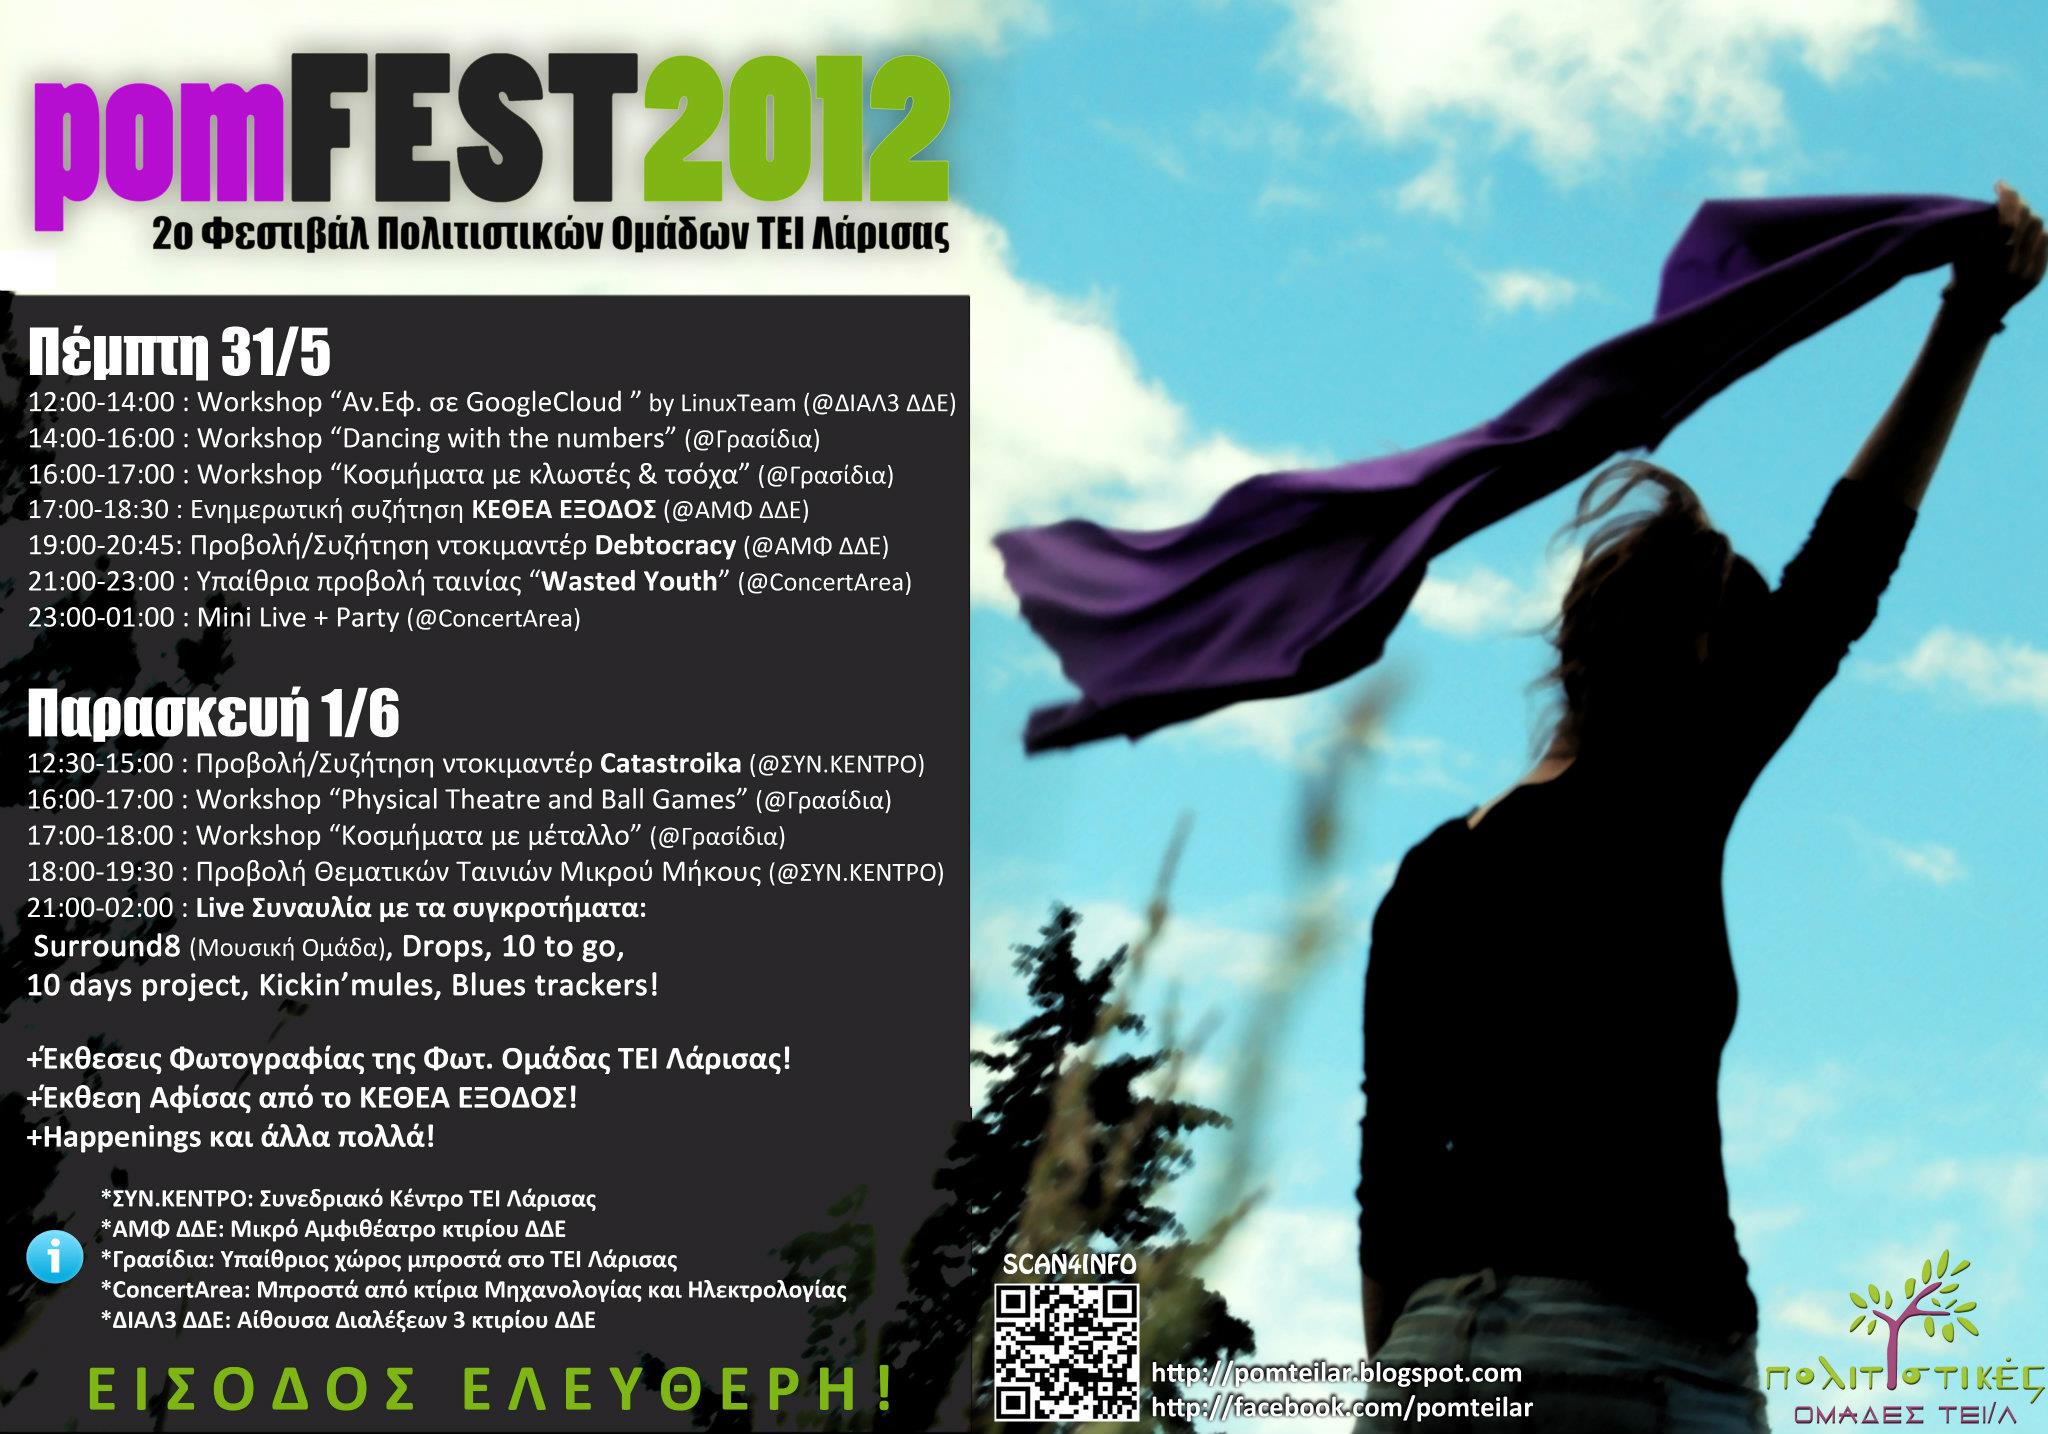 pomFEST2012
2ο Φεστιβάλ Πολιτιστικών Ομάδων ΤΕΙ Λάρισας
Πέμπτη 31/5
12:00-14:00 : Workshop “Αν.Εφ. σε GoogleCloud ” by LinuxTeam (@ΔΙΑΛ3 ΔΔΕ)
14:00-16:00 : Workshop “Dancing with the numbers” (@Γρασίδια)
16:00-17:00 : Workshop “Κοσμήματα με κλωστές & τσόχα” (@Γρασίδια)
17:00-18:30 : Ενημερωτική συζήτηση ΚΕΘΕΑ ΕΞΟΔΟΣ (@ΑΜΦ ΔΔΕ)
19:00-20:45: Προβολή/Συζήτηση ντοκιμαντέρ Debtocracy (@ΑΜΦ ΔΔΕ)
21:00-23:00 : Υπαίθρια προβολή ταινίας “Wasted Youth” (@ConcertArea)
23:00-01:00 : Mini Live + Party (@ConcertArea)
Παρασκευή 1/6
12:30-15:00 : Προβολή/Συζήτηση ντοκιμαντέρ Catastroika (@ΣΥΝ.ΚΕΝΤΡΟ)
16:00-17:00 : Workshop “Physical Theatre and Ball Games” (@Γρασίδια)
17:00-18:00 : Workshop “Κοσμήματα με μέταλλο” (@Γρασίδια)
18:00-19:30 : Προβολή Θεματικών Ταινιών Μικρού Μήκους (@ΣΥΝ.ΚΕΝΤΡΟ)
21:00-02:00 : Live Συναυλία με τα συγκροτήματα:
Surround8 (Μουσική Ομάδα), Drops, 10 to go,
10 days project, Kickin’mules, Blues trackers!
+Έκθεσεις Φωτογραφίας της Φωτ. Ομάδας ΤΕΙ Λάρισας!
+Έκθεση Αφίσας από το ΚΕΘΕΑ ΕΞΟΔΟΣ!
+Happenings και άλλα πολλά!
*ΣΥΝ.ΚΕΝΤΡΟ: Συνεδριακό Κέντρο ΤΕΙ Λάρισας
*ΑΜΦ ΔΔΕ: Μικρό Αμφιθέατρο κτιρίου ΔΔΕ
*Γρασίδια: Υπαίθριος χώρος μπροστά στο ΤΕΙ Λάρισας
*ConcertArea: Μπροστά από κτίρια Μηχανολογίας και Ηλεκτρολογίας
*ΔΙΑΛ3 ΔΔΕ: Αίθουσα Διαλέξεων 3 κτιρίου ΔΔΕ
i
ΕΙΣΟΔΟΣ ΕΛΕΥΘΕΡΗ!
SCAN4INFO
http://pomteilar.blogspot.com
http://facebook.com/pomteilar
πολιτιστικές
ΟΜΑΔΕΣ ΤΕΙ/Λ